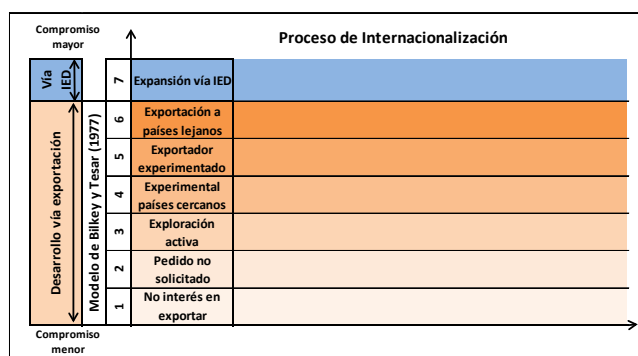 Compromiso
mayor
Proceso de Internacionalización
Vía
IED
7
Expansión vía IED
Desarrollo vía exportación
Modelo de Bilkey y Tesar (1977)
6
Exportación a
países lejanos
5
Exportador
experimentado
4
Experimental
países cercanos
3
Exploración
activa
2
Pedido no
solicitado
1
No interés en
exportar
Compromiso
menor